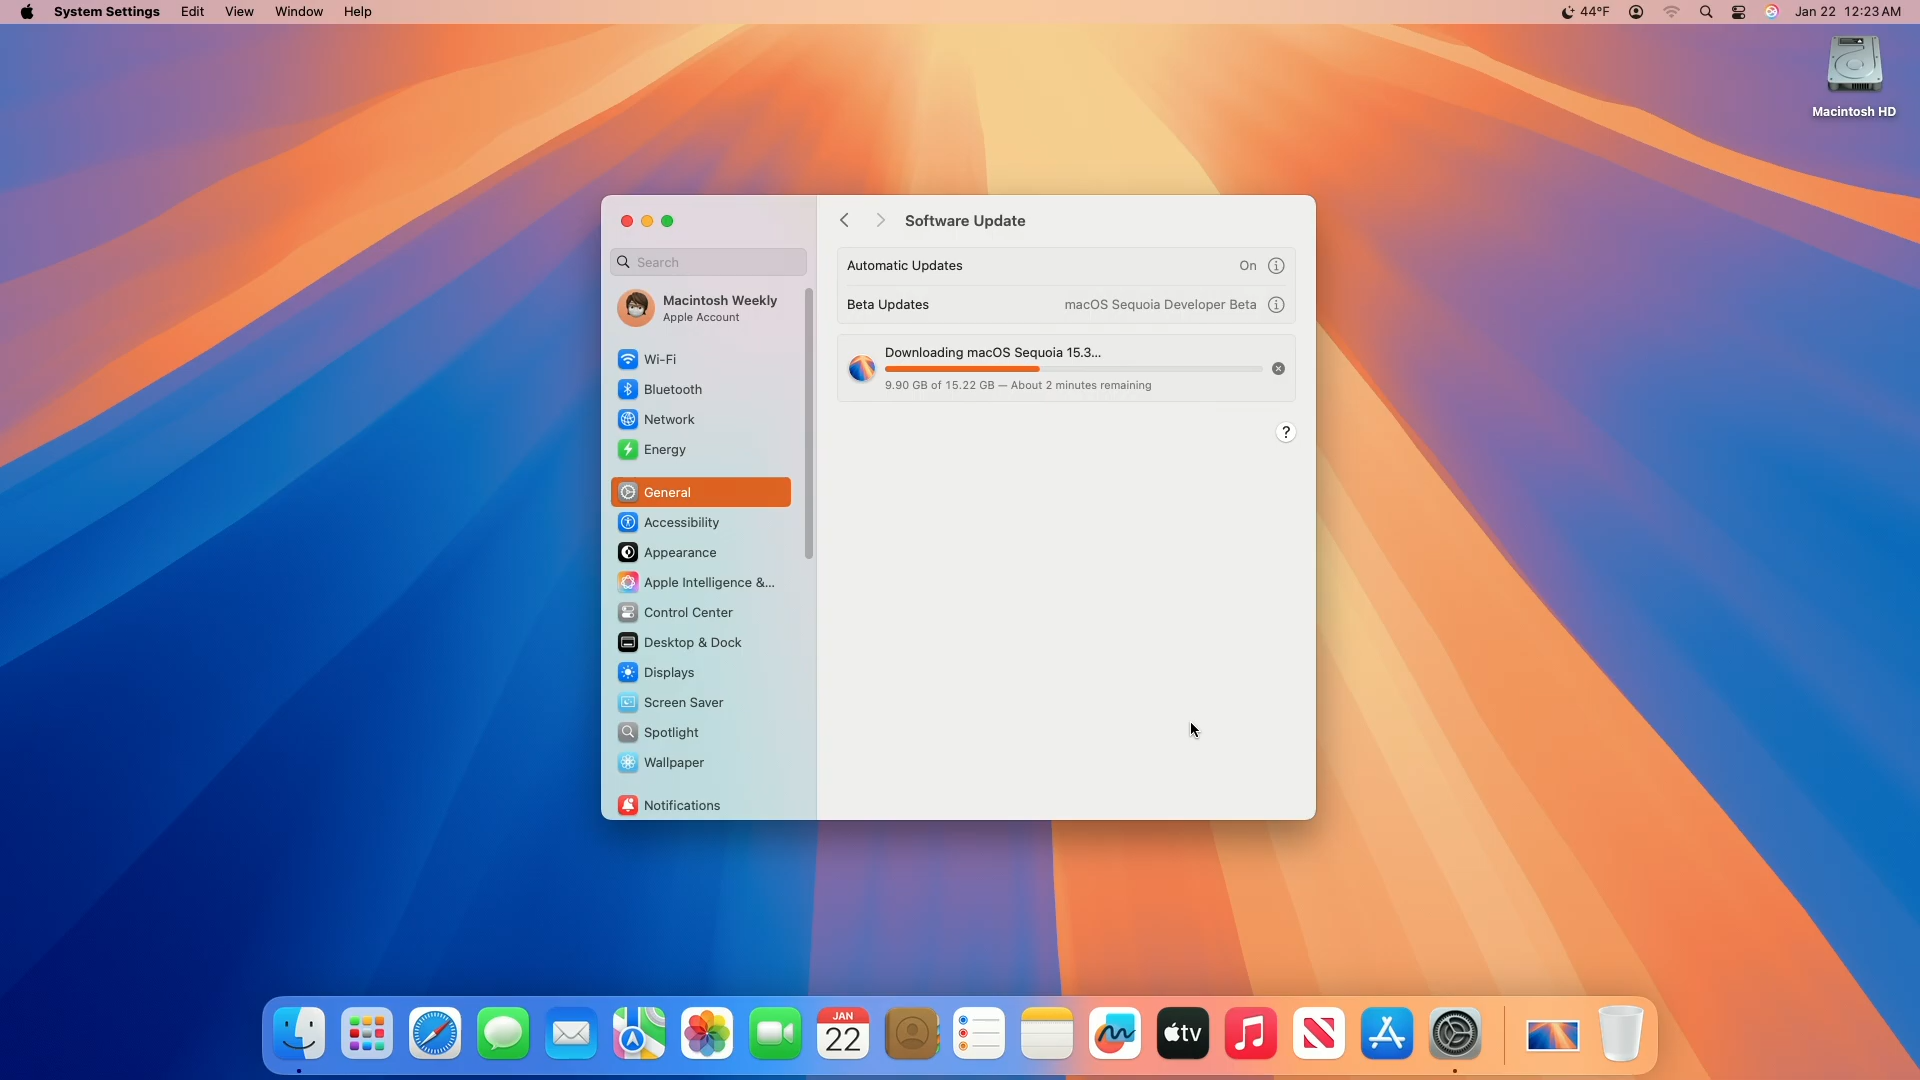 System Settings Edit View Window Help 44°F Jan 22 12:23 AM
Macintosh HD
Software Update
Search
Macintosh Weekly
Apple Account
Wi-Fi
Bluetooth
Network
Energy
General
Accessibility
Appearance
Apple Intelligence &...
Control Center
Desktop & Dock
Displays
Screen Saver
Spotlight
Wallpaper
Notifications
Automatic Updates On
Beta Updates macOS Sequoia Developer Beta
Downloading macOS Sequoia 15.3...
9.90 GB of 15.22 GB — About 2 minutes remaining
?
JAN
22
tv